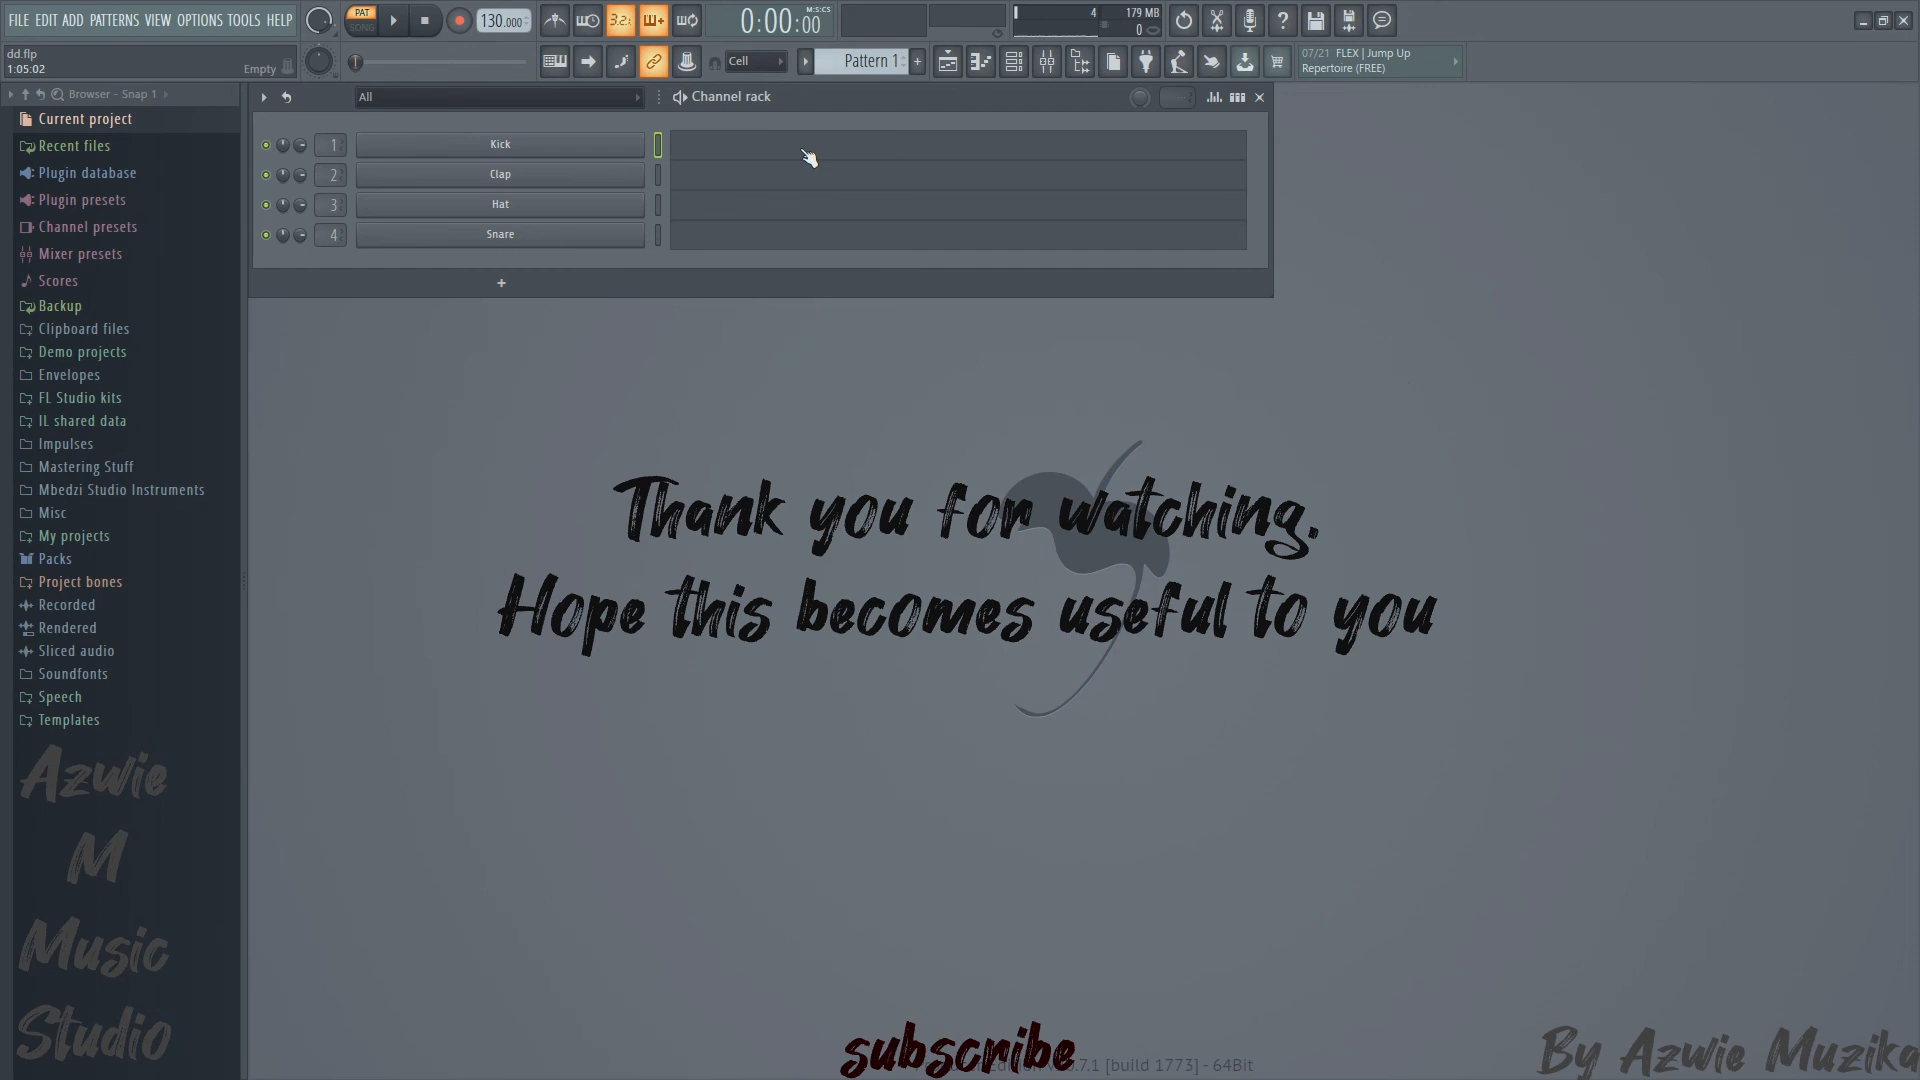 FILE EDIT ADD PATTERNS VIEW OPTIONS TOOLS HELP
PAT
SONG
130.000
3.2.
0:00:00
M:S:CS
4
179 MB
0
dd.flp
1:05:02
Empty
Cell
Pattern 1
+
07/21 FLEX | Jump Up
Repertoire (FREE)
Browser - Snap 1
All
Channel rack
Current project
Recent files
Plugin database
Plugin presets
Channel presets
Mixer presets
Scores
Backup
Clipboard files
Demo projects
Envelopes
FL Studio kits
IL shared data
Impulses
Mastering Stuff
Mbedzi Studio Instruments
Misc
My projects
Packs
Project bones
Recorded
Rendered
Sliced audio
Soundfonts
Speech
Templates
1 Kick
2 Clap
3 Hat
4 Snare
+
Thank you for watching.
Hope this becomes useful to you
Azwie
M
Music
Studio
subscribe
.7.1 [build 1773] - 64Bit
By Azwie Muzika